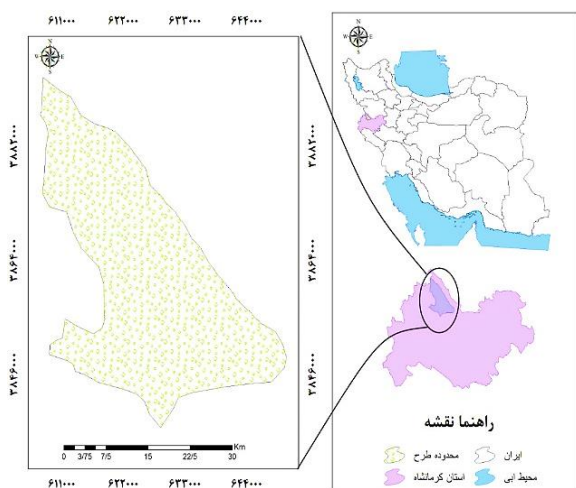 ۶۱۱۰۰۰ ۶۲۲۰۰۰ ۶۳۳۰۰۰ ۶۴۴۰۰۰
N
W E
S
N
W E
S
۳۸۸۲۰۰۰ ۳۸۸۲۰۰۰
۳۸۶۴۰۰۰ ۳۸۶۴۰۰۰
۳۸۴۶۰۰۰ ۳۸۴۶۰۰۰
Km
0 3/75 7/5 15 22/5 30
۶۱۱۰۰۰ ۶۲۲۰۰۰ ۶۳۳۰۰۰ ۶۴۴۰۰۰
راهنما نقشه
ایران محدوده طرح
محیط ابی استان کرمانشاه